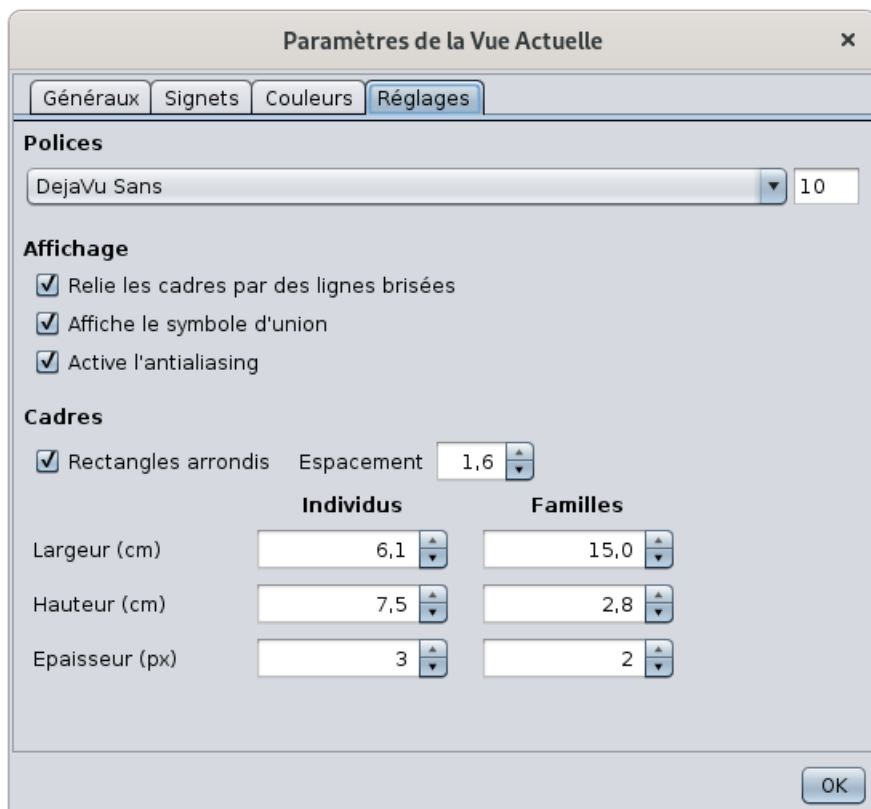 Paramètres de la Vue Actuelle
Généraux Signets Couleurs Réglages
Polices
DejaVu Sans 10
Affichage
Relie les cadres par des lignes brisées
Affiche le symbole d'union
Active l'antialiasing
Cadres
Rectangles arrondis Espacement 1,6
Individus Familles
Largeur (cm) 6,1 15,0
Hauteur (cm) 7,5 2,8
Epaisseur (px) 3 2
OK